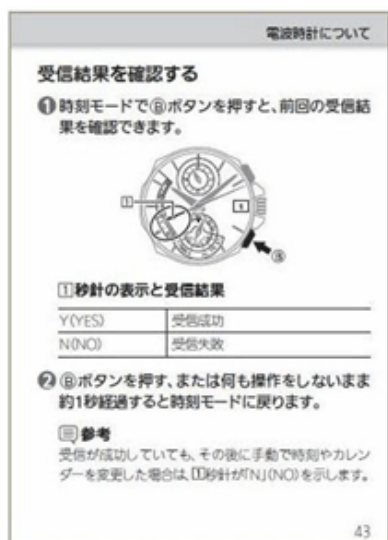 電波時計について
受信結果を確認する
❶時刻モードでⒷボタンを押すと、前回の受信結
果を確認できます。
1
1
Ⓑ
1秒針の表示と受信結果
Y(YES) 受信成功
N(NO) 受信失敗
❷Ⓑボタンを押す、または何も操作をしないまま
約1秒経過すると時刻モードに戻ります。
参考
受信が成功していても、その後に手動で時刻やカレン
ダーを変更した場合は、1秒針が「N」(NO)を示します。
43